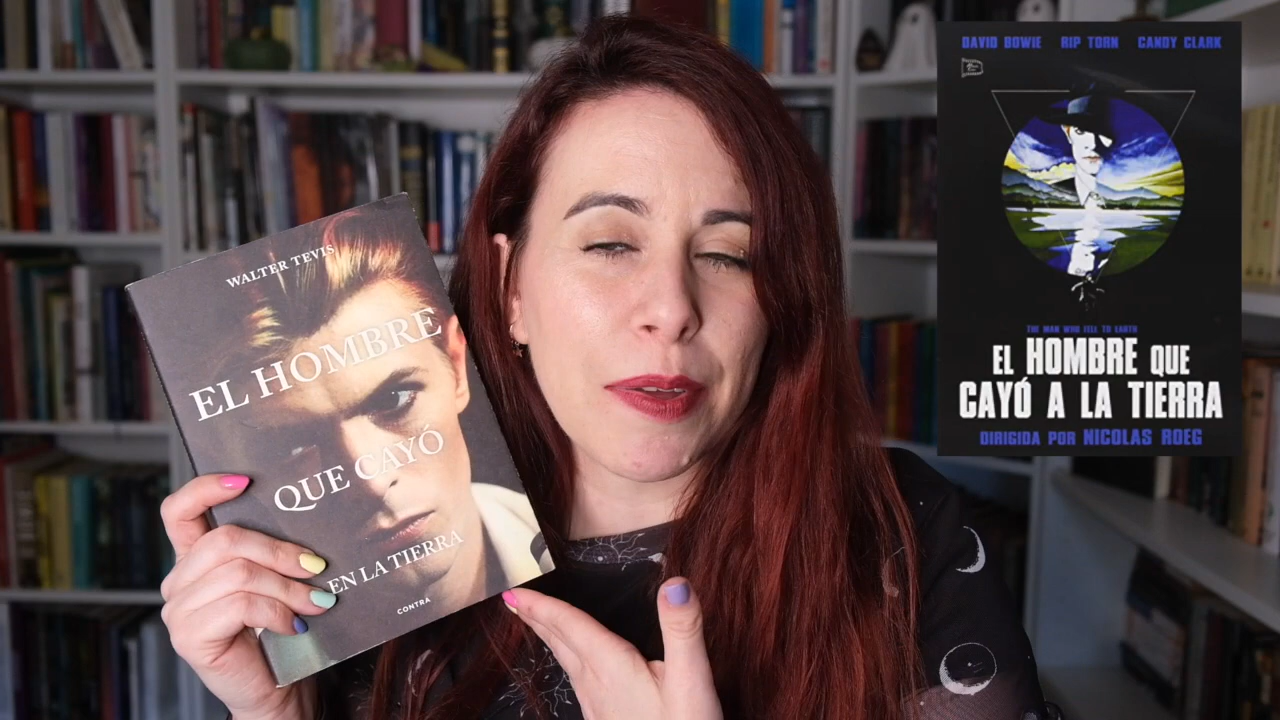 WALTER TEVIS
EL HOMBRE
QUE CAYÓ
EN LA TIERRA
CONTRA
DAVID BOWIE RIP TORN CANDY CLARK
THE MAN WHO FELL TO EARTH
EL HOMBRE QUE
CAYÓ A LA TIERRA
DIRIGIDA POR NICOLAS ROEG